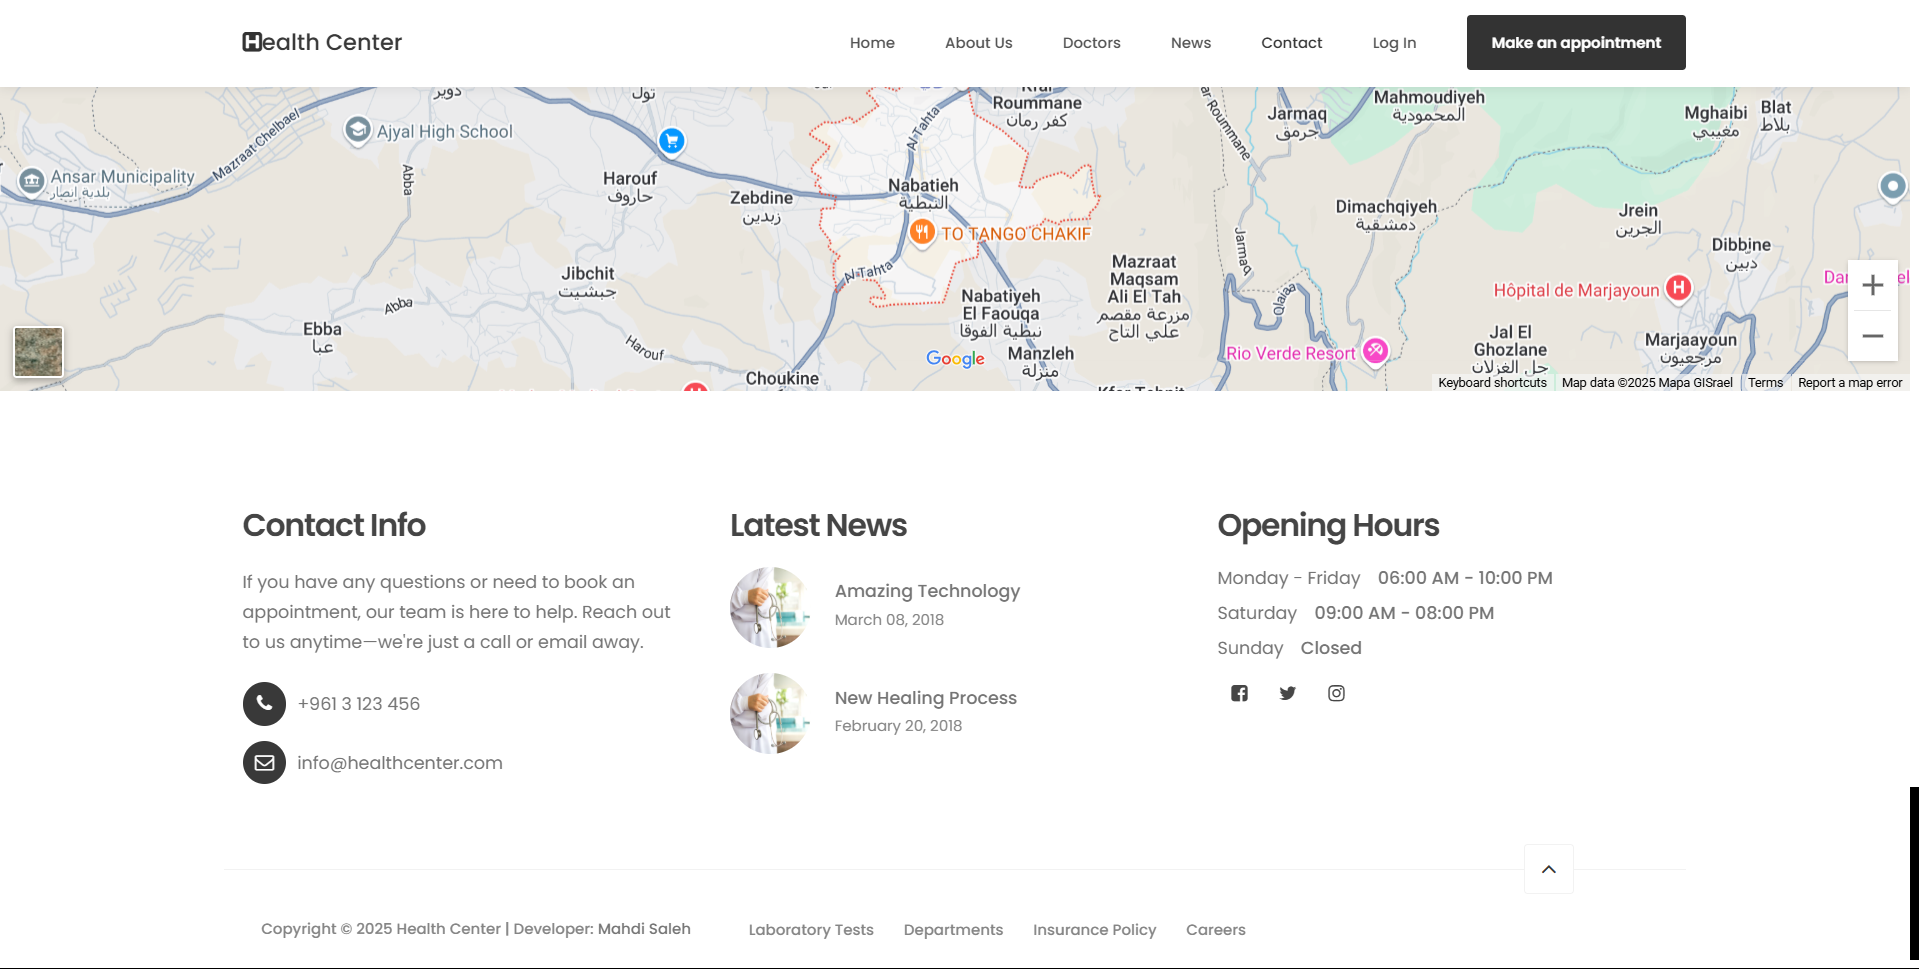 Health Center
Home
About Us
Doctors
News
Contact
Log In
Make an appointment
دوير
تول
Roummane
كفر رمان
Mahmoudiyeh
المحمودية
Jarmaq
جرمق
Mghaibi
مغيبي
Blat
بلاط
Mazraat Chelbael
Ajyal High School
Al Tahta
Ansar Municipality
بلدية انصار
Abba
Harouf
حاروف
Zebdine
زبدين
Nabatieh
النبطية
TO TANGO CHAKIF
Dimachqiyeh
دمشقية
Jrein
الجرين
Dibbine
دبين
Jarmaq
Jibchit
جبشيت
N Tahta
Mazraat
Maqsam
Ali El Tah
مزرعة مقصم
علي التاح
Qlalaa
Hôpital de Marjayoun
Abba
Nabatiyeh
El Faouqa
نبطية الفوقا
Ebba
عبا
Harouf
Google
Manzleh
منزلة
Rio Verde Resort
Jal El
Ghozlane
جل الغزلان
Marjaayoun
مرجعيون
Choukine
شوكين
Keyboard shortcuts
Map data ©2025 Mapa GISrael
Terms
Report a map error
Contact Info
If you have any questions or need to book an
appointment, our team is here to help. Reach out
to us anytime—we're just a call or email away.
+961 3 123 456
info@healthcenter.com
Latest News
Amazing Technology
March 08, 2018
New Healing Process
February 20, 2018
Opening Hours
Monday - Friday 06:00 AM - 10:00 PM
Saturday 09:00 AM - 08:00 PM
Sunday Closed
Copyright © 2025 Health Center | Developer: Mahdi Saleh
Laboratory Tests
Departments
Insurance Policy
Careers